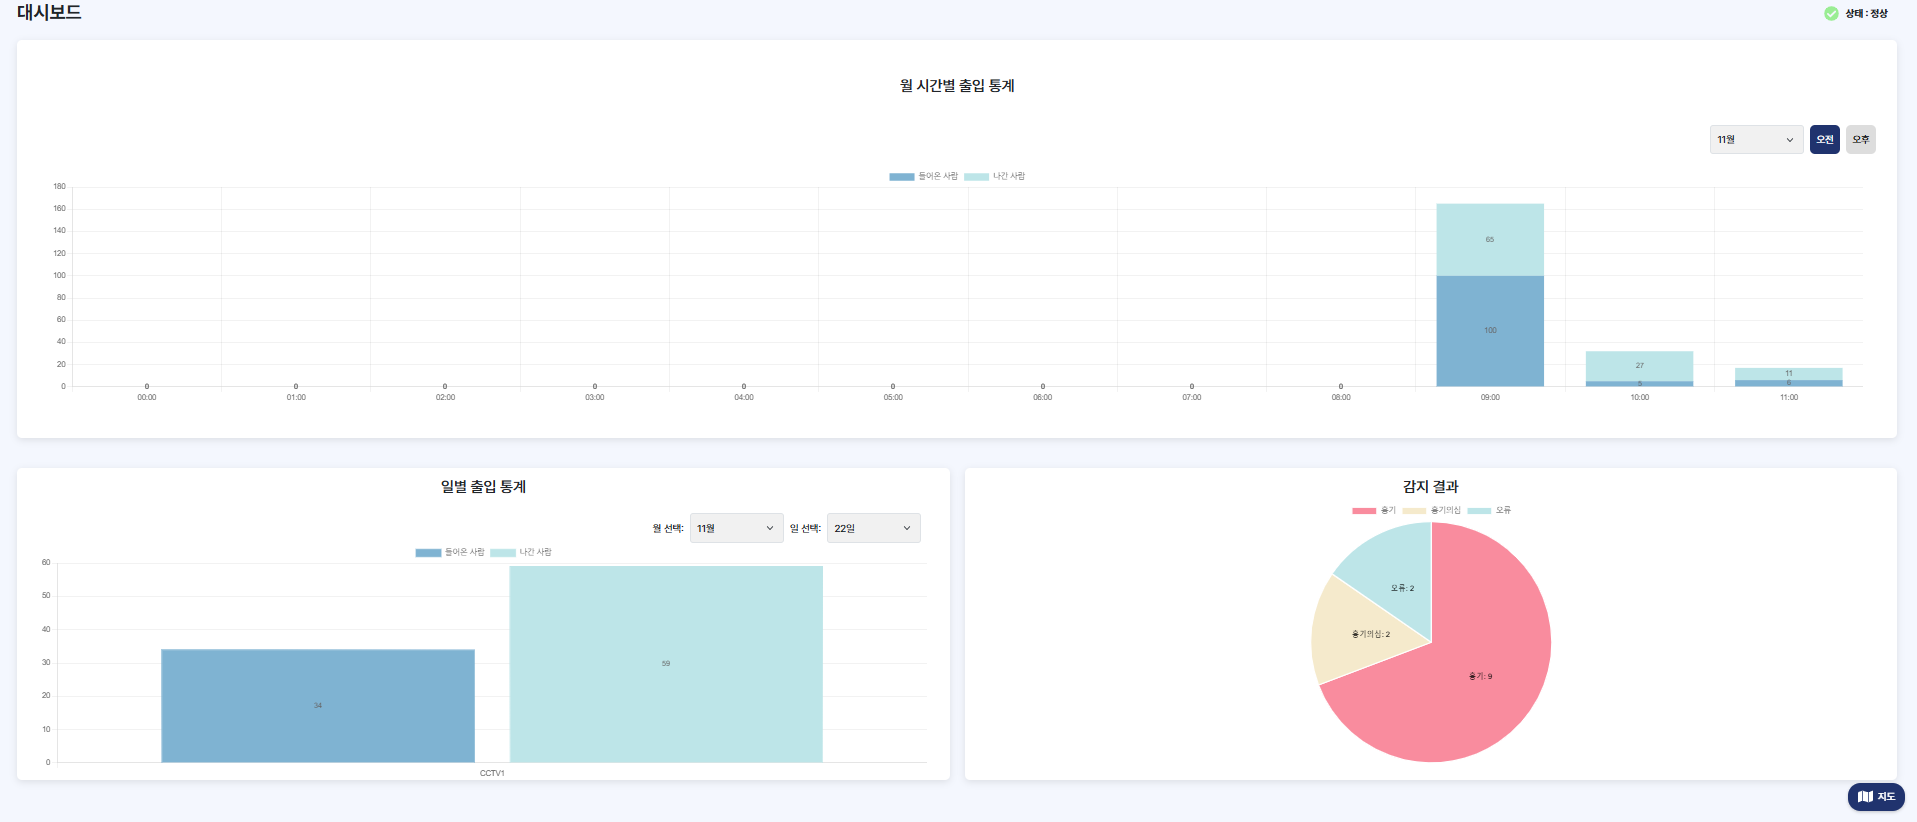 대시보드
상태 : 정상
월 시간별 출입 통계
11월 오전 오후
들어온 사람 나간 사람
180
160
140
120
100
80
60
40
20
0
65
100
27
5
11
6
0 0 0 0 0 0 0 0 0
00:00 01:00 02:00 03:00 04:00 05:00 06:00 07:00 08:00 09:00 10:00 11:00
일별 출입 통계
월 선택: 11월 일 선택: 22일
들어온 사람 나간 사람
60
50
40
30
20
10
0
34
59
CCTV1
감지 결과
흉기 흉기의심 오류
오류: 2
흉기의심: 2
흉기: 9
지도